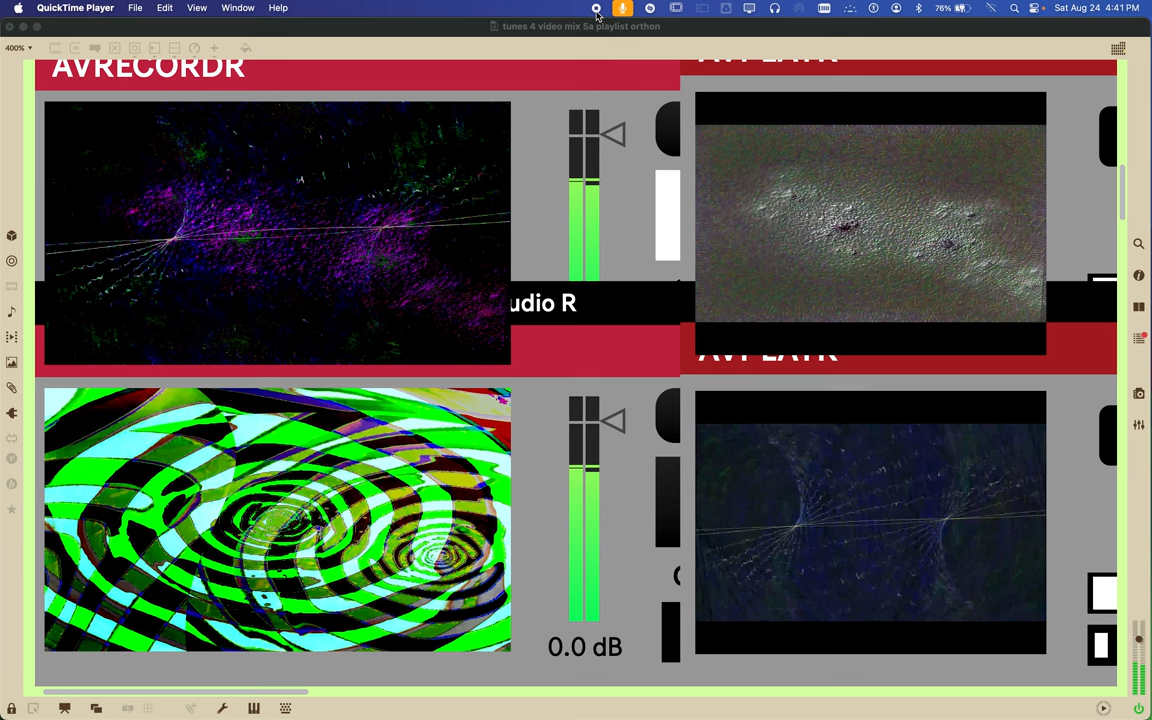 QuickTime Player File Edit View Window Help 76% Sat Aug 24 4:41 PM
tunes 4 video mix 5a playlist orthon
400%
AVRECORDR
udio R
0.0 dB